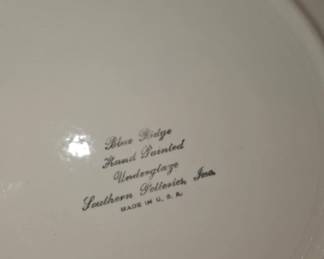 Blue Ridge
Hand Painted
Underglaze
Southern Potteries, Inc.
MADE IN U.S.A.